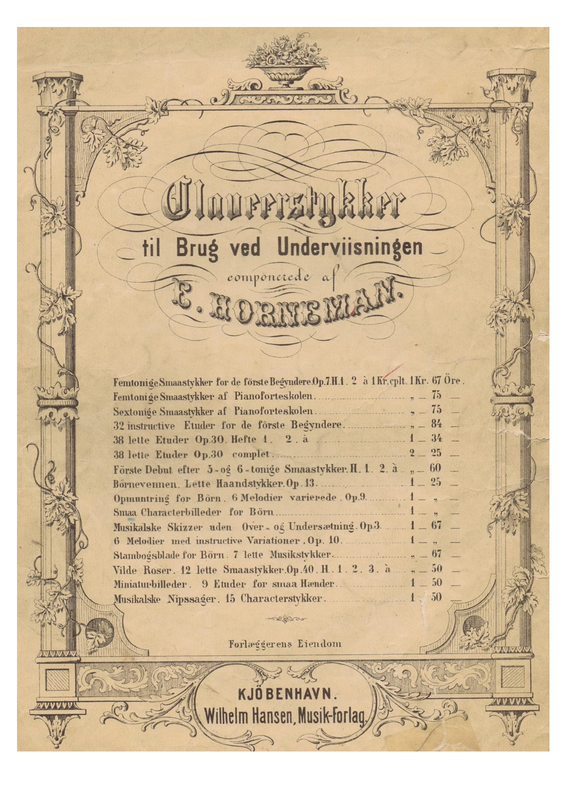 Claveerstykker
til Brug ved Underviisningen
componerede af
E. HORNEMAN.
Femtonige Smaastykker for de förste Begyndere. Op. 7. H. 1. 2 à 1 Kr. cplt. 1 Kr. 67 Öre.
Femtonige Smaastykker af Pianoforteskolen ... „ — 75 —
Sextonige Smaastykker af Pianoforteskolen ... „ — 75 —
32 instructive Etuder for de förste Begyndere ... „ — 84 —
38 lette Etuder Op. 30. Hefte 1. 2. à ... 1 — 34 —
38 lette Etuder Op. 30 complet ... 2 — 25 —
Förste Debut efter 5 - og 6 - tonige Smaastykker. H. 1. 2. à „ — 60 —
Börnevennen. Lette Haandstykker. Op. 13 ... 1 — 25 —
Opmuntring for Börn. 6 Melodier varierede. Op. 9. ... 1 — „ —
Smaa Characterbilleder for Börn ... 1 — „ —
Musikalske Skizzer uden Over - og Undersætning. Op. 3. 1 — 67 —
6 Melodier med instructive Variationer. Op. 10. ... 1 — „ —
Stambogsblade for Börn. 7 lette Musikstykker ... „ — 67 —
Vilde Roser. 12 lette Smaastykker. Op. 40. H. 1. 2. 3. à „ — 50 —
Miniaturbilleder. 9 Etuder for smaa Hænder ... 1 — 50 —
Musikalske Nipssager. 15 Characterstykker ... 1 — 50 —
Forlæggerens Eiendom
KJÖBENHAVN.
Wilhelm Hansen, Musik-Forlag.